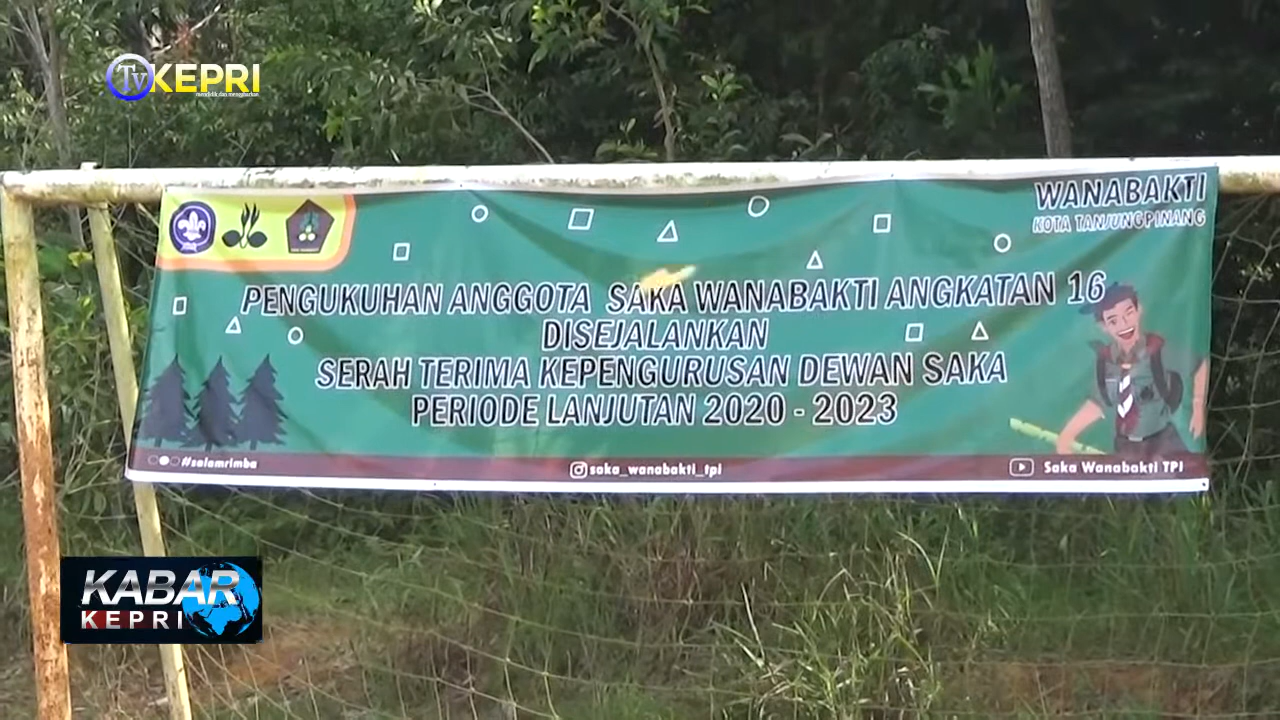 Tv KEPRI
WANABAKTI
KOTA TANJUNGPINANG
PENGUKUHAN ANGGOTA SAKA WANABAKTI ANGKATAN 16
DISEJALANKAN
SERAH TERIMA KEPENGURUSAN DEWAN SAKA
PERIODE LANJUTAN 2020 - 2023
#salamrimba
saka_wanabakti_tpi
Saka Wanabakti TPI
KABAR
KEPRI